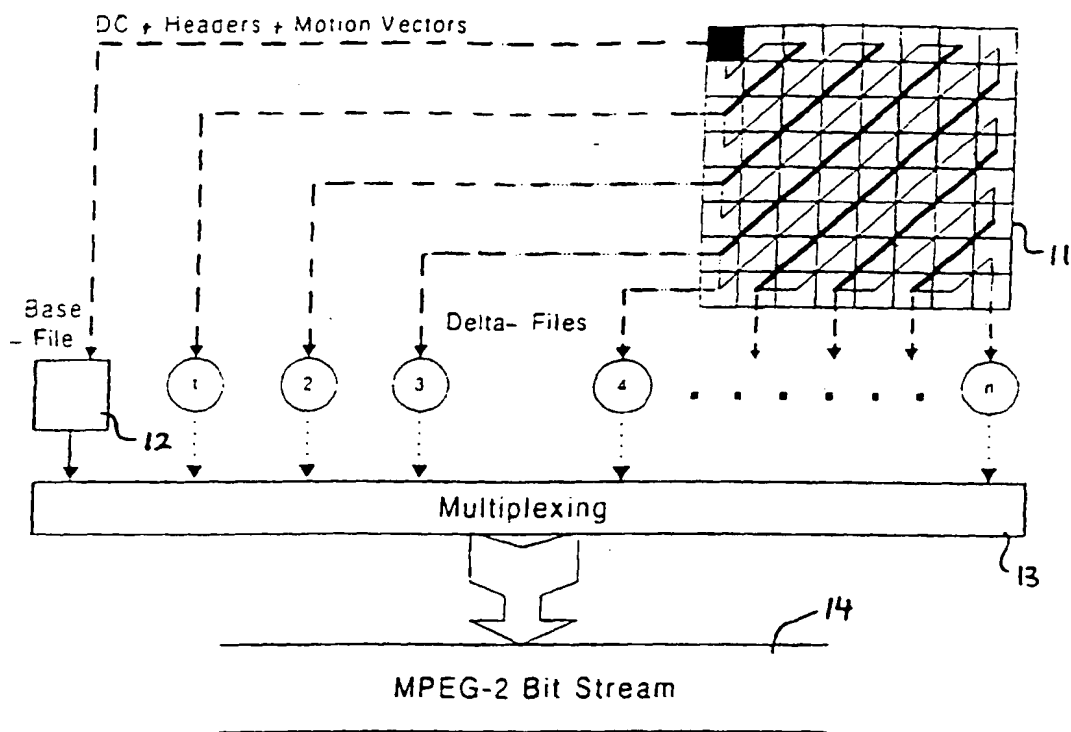 DC + Headers + Motion Vectors
11
Base
- File
Delta- Files
1
2
3
4
n
12
Multiplexing
13
14
MPEG-2 Bit Stream